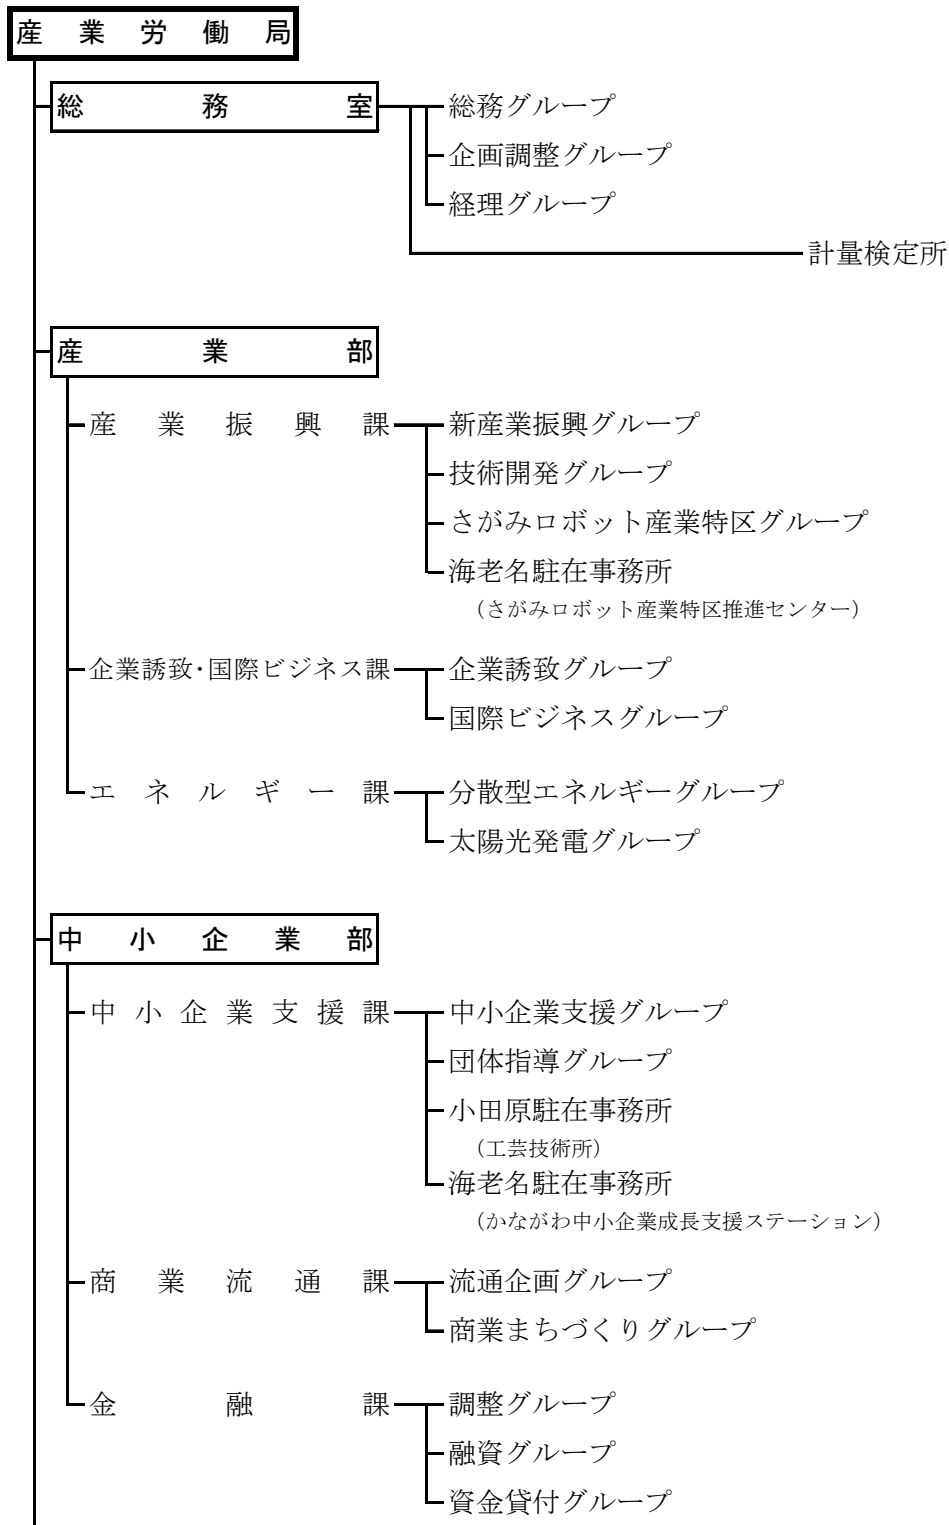 産業労働局
総務室 総務グループ
企画調整グループ
経理グループ
計量検定所
産業部
産業振興課 新産業振興グループ
技術開発グループ
さがみロボット産業特区グループ
海老名駐在事務所
（さがみロボット産業特区推進センター）
企業誘致・国際ビジネス課 企業誘致グループ
国際ビジネスグループ
エネルギー課 分散型エネルギーグループ
太陽光発電グループ
中小企業部
中小企業支援課 中小企業支援グループ
団体指導グループ
小田原駐在事務所
（工芸技術所）
海老名駐在事務所
（かながわ中小企業成長支援ステーション）
商業流通課 流通企画グループ
商業まちづくりグループ
金融課 調整グループ
融資グループ
資金貸付グループ